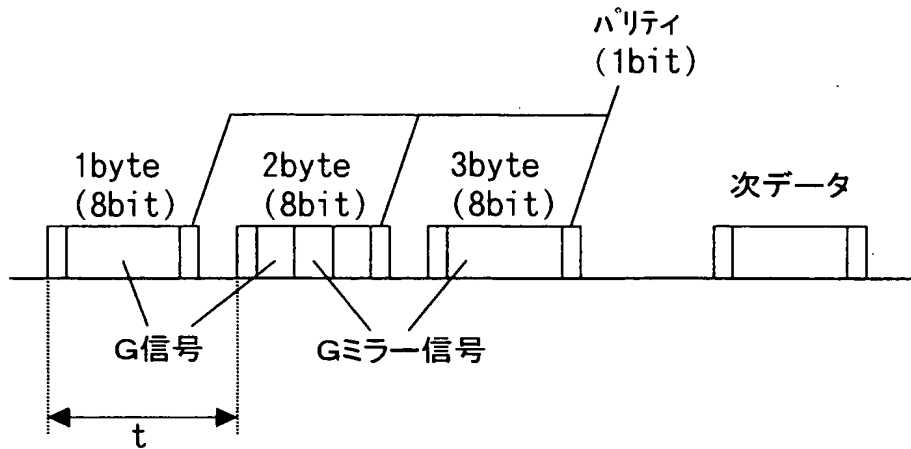 パリティ
(1bit)
1byte
(8bit)
2byte
(8bit)
3byte
(8bit)
次データ
G信号
Gミラー信号
t